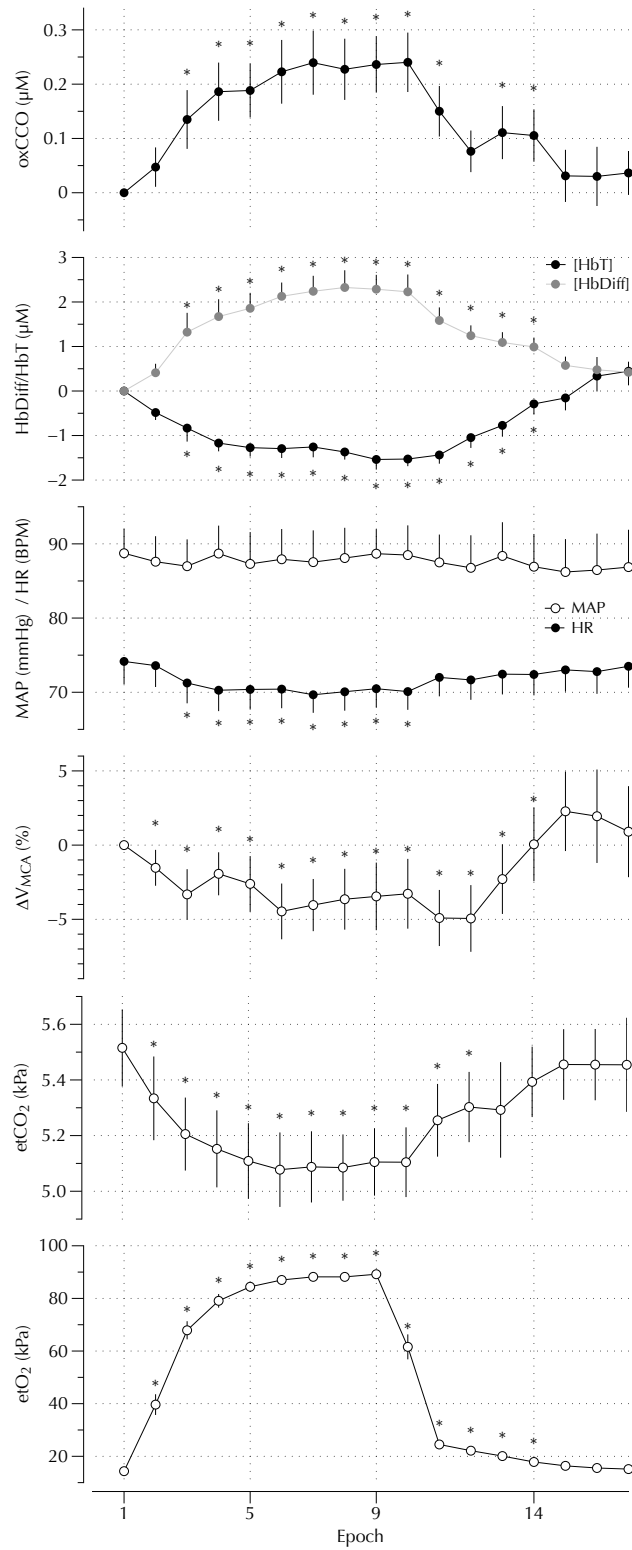 oxCCO (µM)
0.3
0.2
0.1
0
* * * * * * * * * * *
HbDiff/HbT (µM)
3
2
1
0
−1
−2
[HbT]
[HbDiff]
* * * * * * * * * * * *
* * * * * * * * * * * *
MAP (mmHg) / HR (BPM)
90
80
70
MAP
HR
* * * * * * * *
ΔV_MCA (%)
5
0
−5
* * * * * * * * * * * * *
etCO₂ (kPa)
5.6
5.4
5.2
5.0
* * * * * * * * * * *
etO₂ (kPa)
100
80
60
40
20
* * * * * * * * * * * * *
1 5 9 14
Epoch